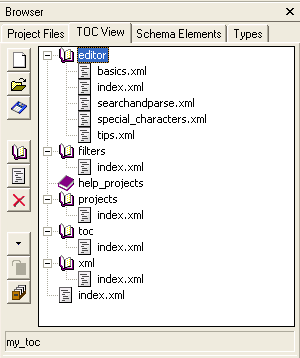 Browser
Project Files TOC View Schema Elements Types
editor
basics.xml
index.xml
searchandparse.xml
special_characters.xml
tips.xml
filters
index.xml
help_projects
projects
index.xml
toc
index.xml
xml
index.xml
index.xml
my_toc